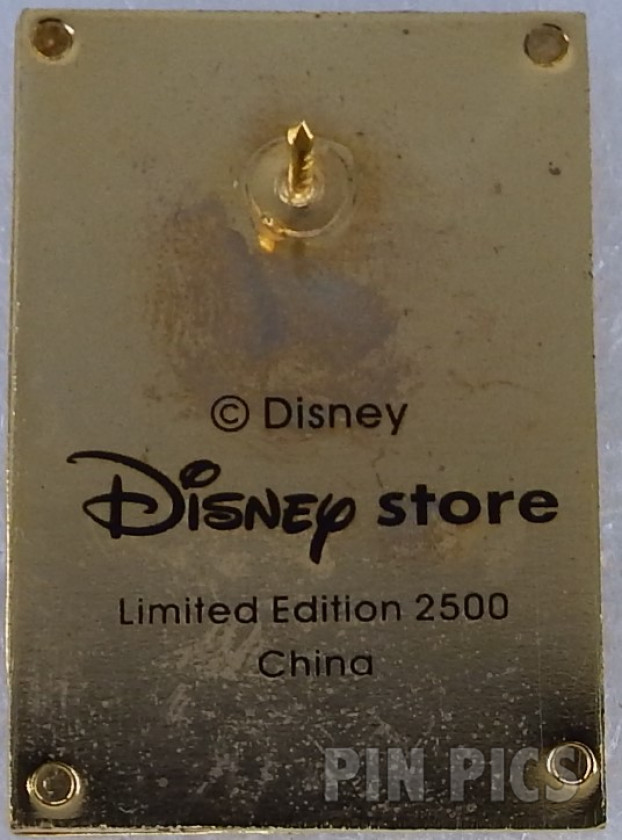 © Disney
Disney store
Limited Edition 2500
China
PIN PICS